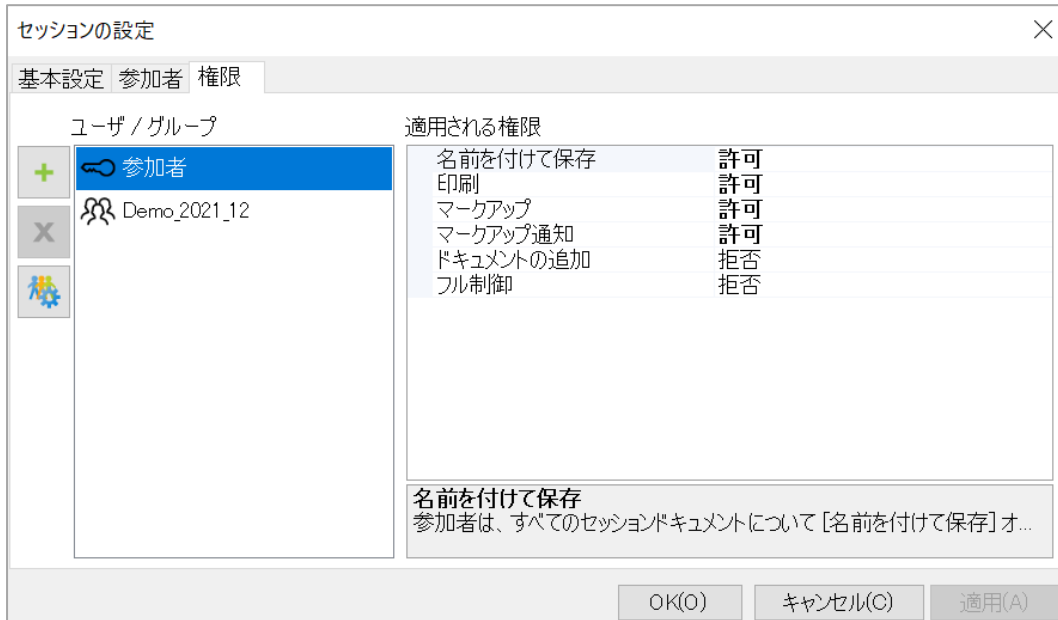 セッションの設定
基本設定 参加者 権限
ユーザ / グループ
参加者
Demo_2021_12
適用される権限
名前を付けて保存 許可
印刷 許可
マークアップ 許可
マークアップ通知 許可
ドキュメントの追加 拒否
フル制御 拒否
名前を付けて保存
参加者は、すべてのセッションドキュメントについて [名前を付けて保存] オ...
OK(O) キャンセル(C) 適用(A)